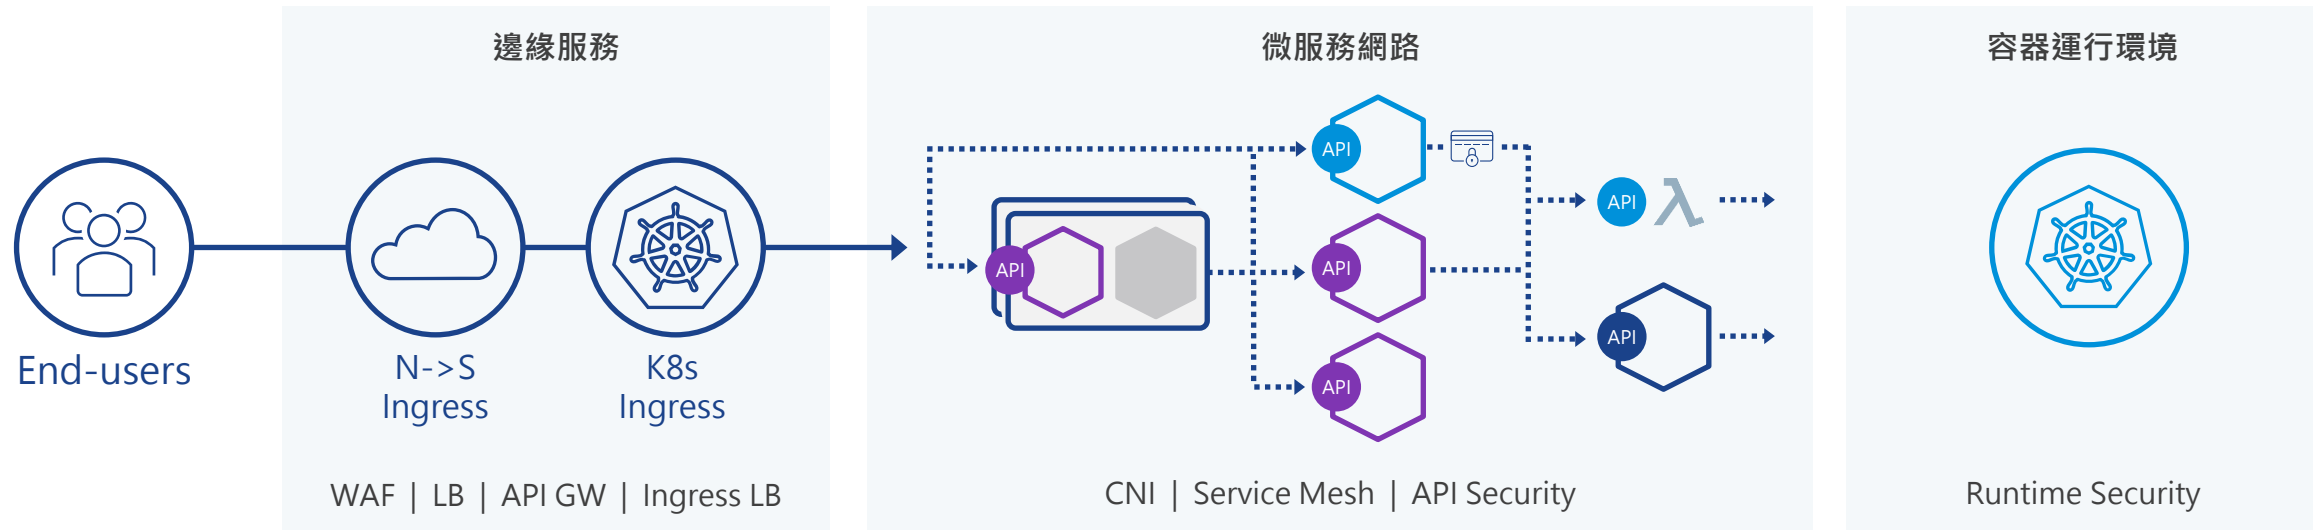 邊緣服務
微服務網路
容器運行環境
API
API
API
API
API
API
End-users
N->S
Ingress
K8s
Ingress
WAF | LB | API GW | Ingress LB
CNI | Service Mesh | API Security
Runtime Security